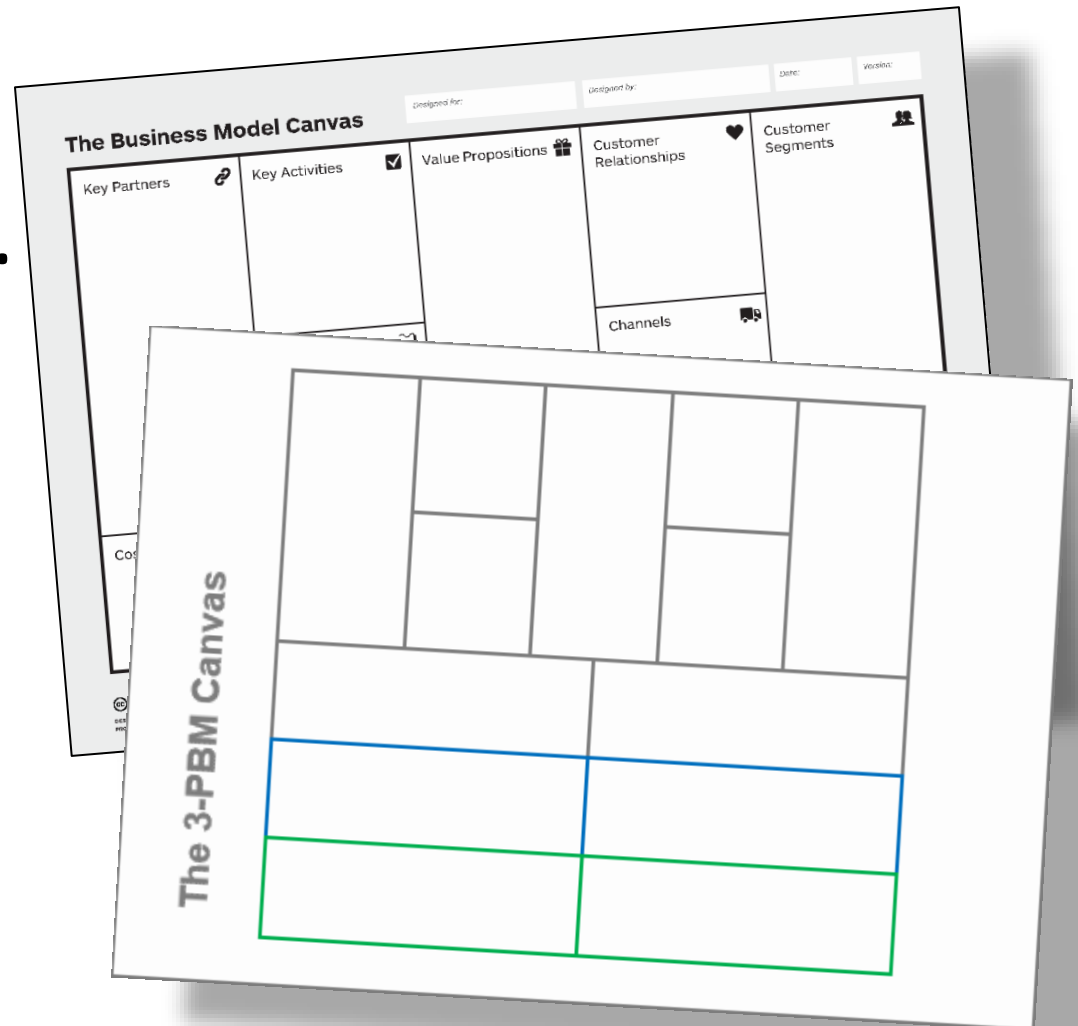 The Business Model Canvas
Designed for:
Designed by:
Date:
Version:
Key Partners
Key Activities
Value Propositions
Customer
Relationships
Customer
Segments
Channels
The 3-PBM Canvas